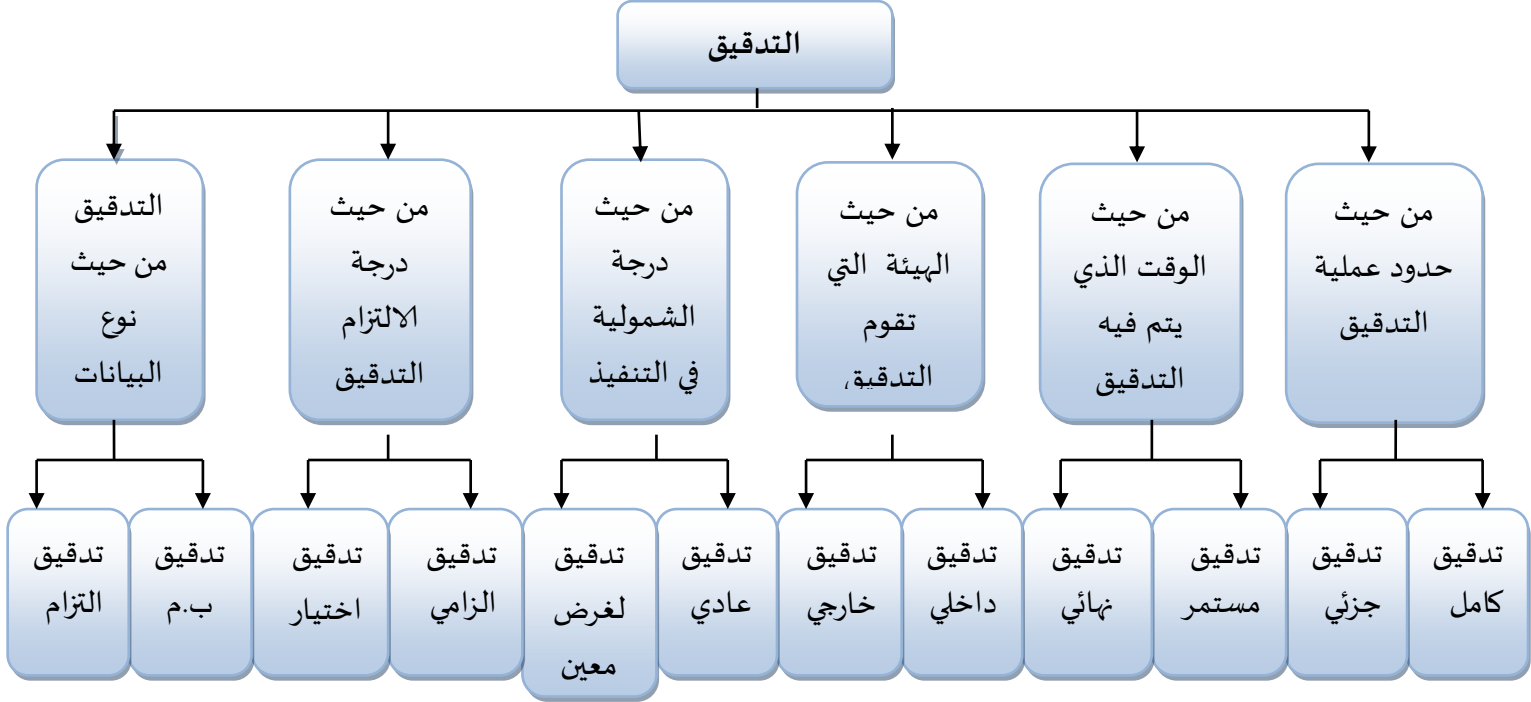 التدقيق
من حيث
حدود عملية
التدقيق
من حيث
الوقت الذي
يتم فيه
التدقيق
من حيث
الهيئة التي
تقوم
التدقيق
من حيث
درجة
الشمولية
في التنفيذ
من حيث
درجة
الالتزام
التدقيق
التدقيق
من حيث
نوع
البيانات
تدقيق
كامل
تدقيق
جزئي
تدقيق
مستمر
تدقيق
نهائي
تدقيق
داخلي
تدقيق
خارجي
تدقيق
عادي
تدقيق
لغرض
معين
تدقيق
الزامي
تدقيق
اختيار
تدقيق
ب.م
تدقيق
التزام